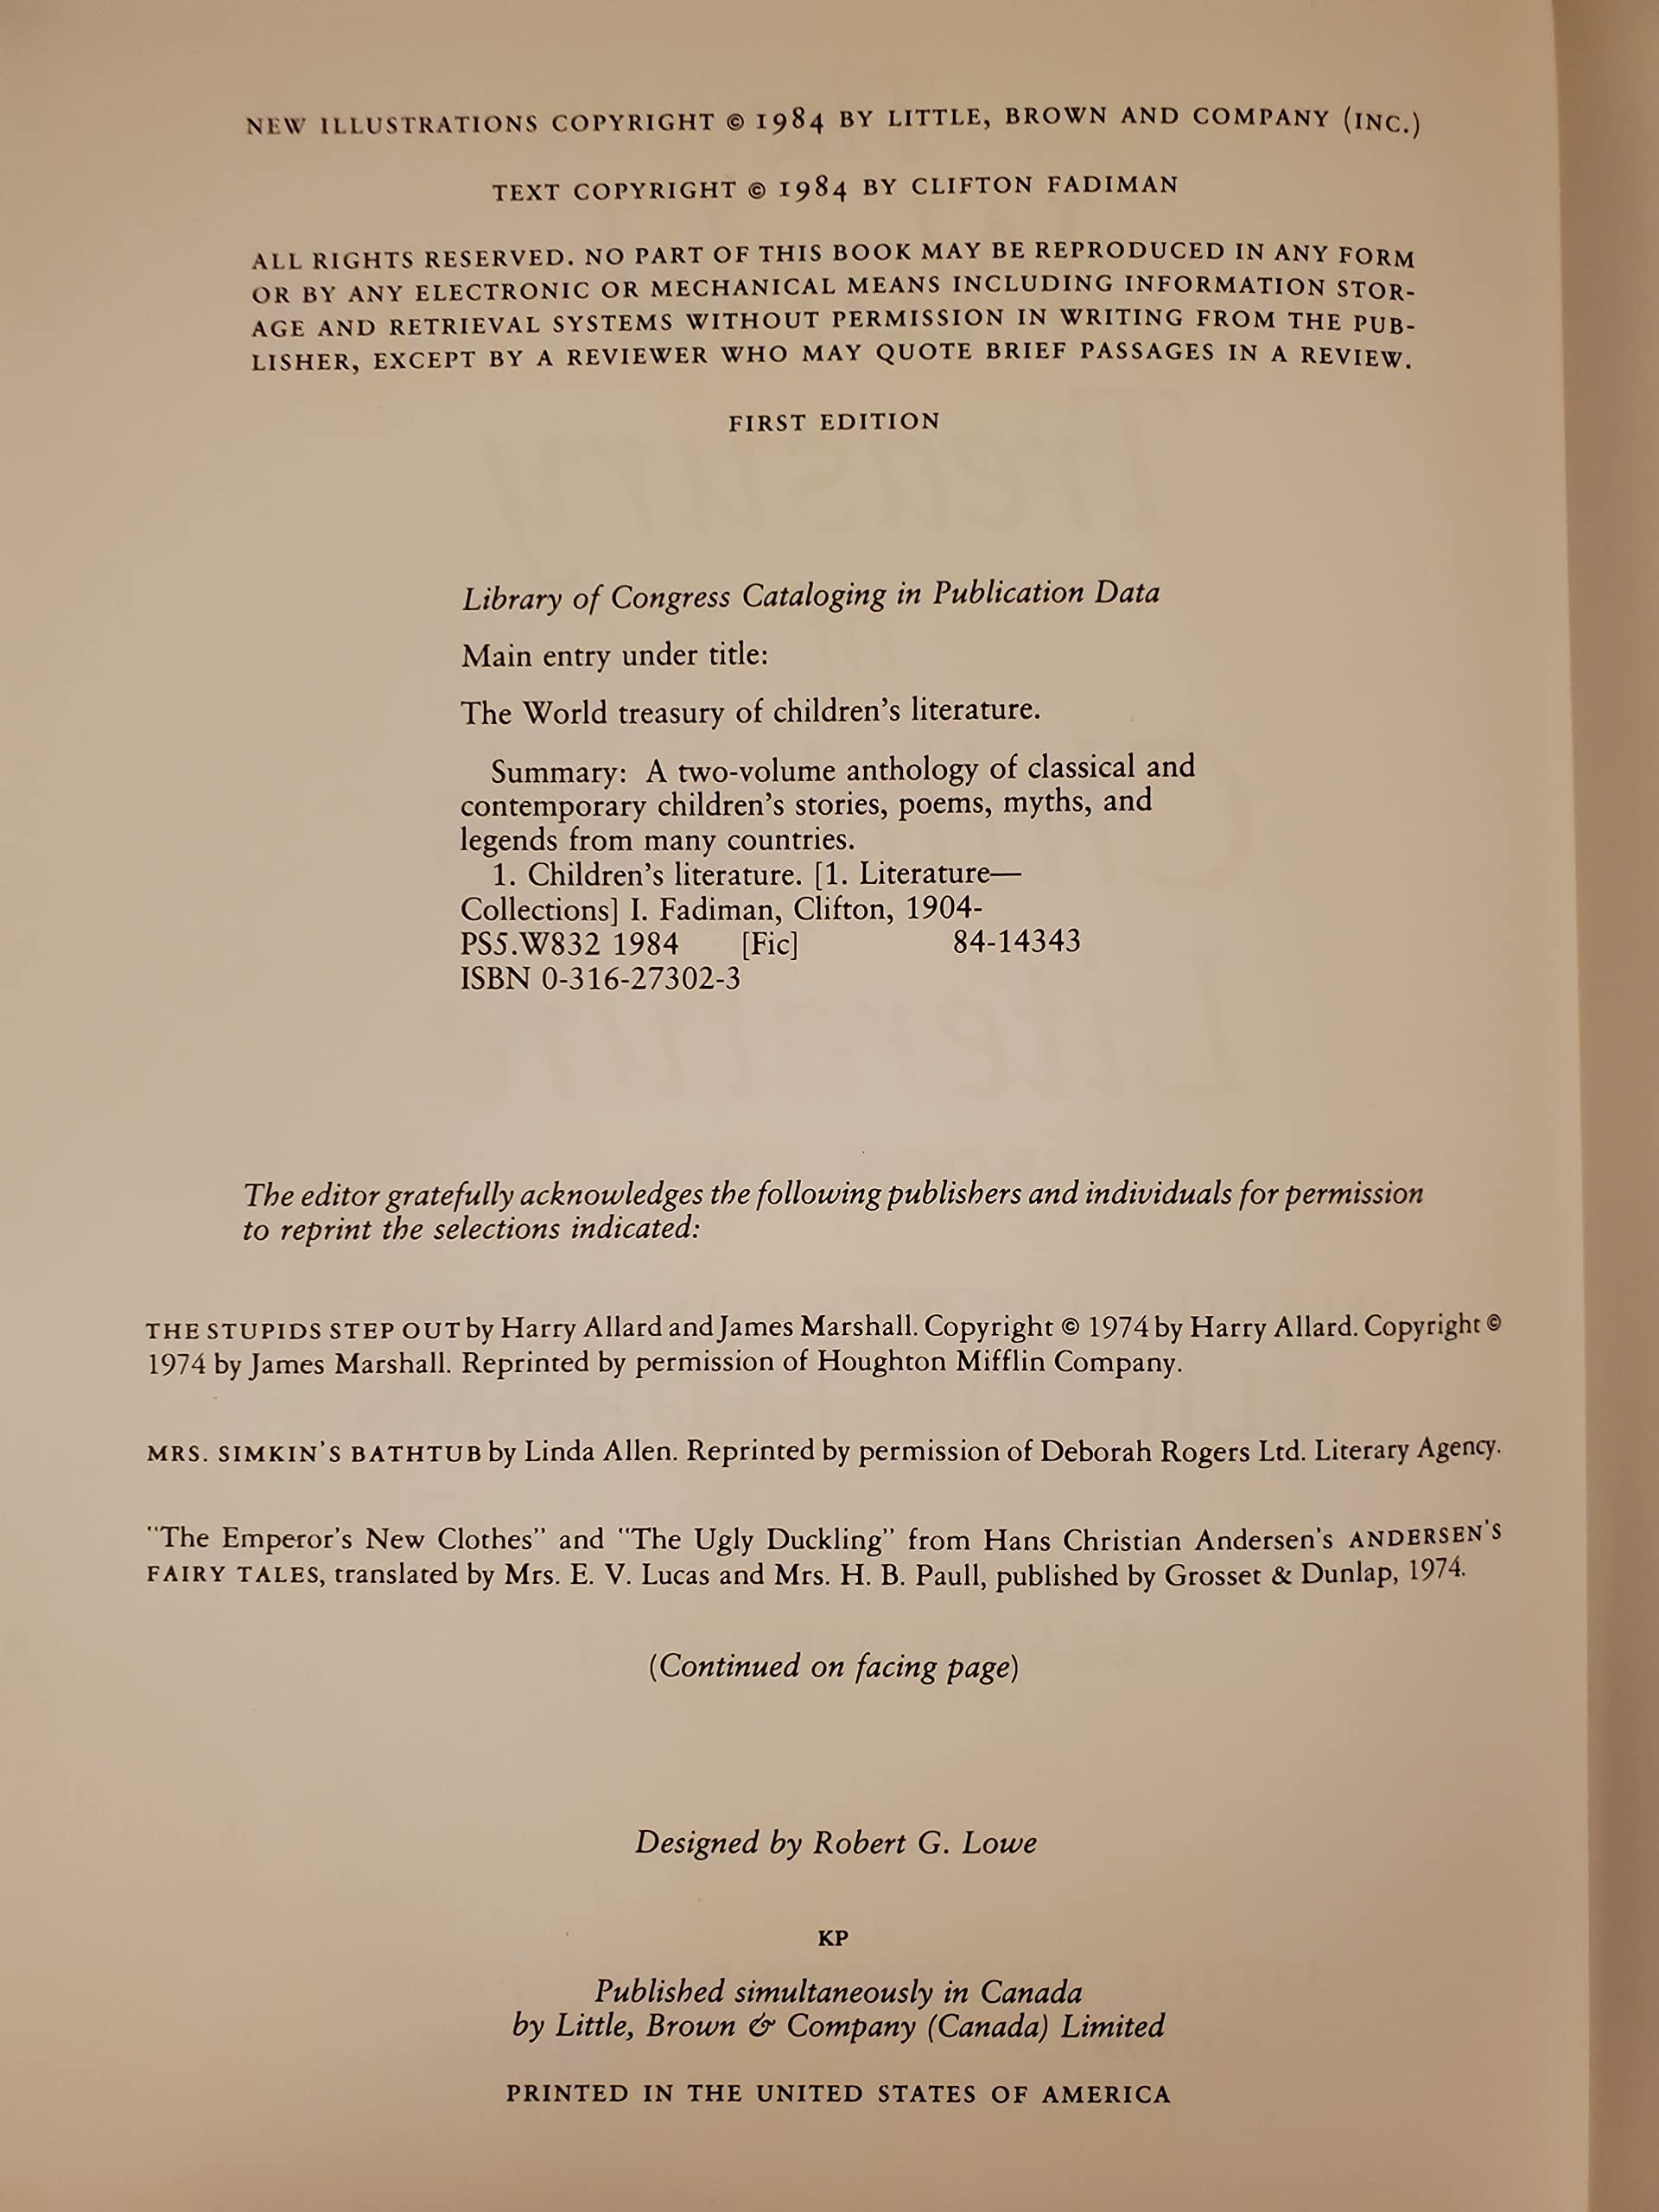 NEW ILLUSTRATIONS COPYRIGHT © 1984 BY LITTLE, BROWN AND COMPANY (INC.)
TEXT COPYRIGHT © 1984 BY CLIFTON FADIMAN
ALL RIGHTS RESERVED. NO PART OF THIS BOOK MAY BE REPRODUCED IN ANY FORM
OR BY ANY ELECTRONIC OR MECHANICAL MEANS INCLUDING INFORMATION STOR-
AGE AND RETRIEVAL SYSTEMS WITHOUT PERMISSION IN WRITING FROM THE PUB-
LISHER, EXCEPT BY A REVIEWER WHO MAY QUOTE BRIEF PASSAGES IN A REVIEW.
FIRST EDITION
Library of Congress Cataloging in Publication Data
Main entry under title:
The World treasury of children's literature.
Summary: A two-volume anthology of classical and
contemporary children's stories, poems, myths, and
legends from many countries.
1. Children's literature. [1. Literature—
Collections] I. Fadiman, Clifton, 1904-
PS5.W832 1984 [Fic] 84-14343
ISBN 0-316-27302-3
The editor gratefully acknowledges the following publishers and individuals for permission
to reprint the selections indicated:
THE STUPIDS STEP OUT by Harry Allard and James Marshall. Copyright © 1974 by Harry Allard. Copyright ©
1974 by James Marshall. Reprinted by permission of Houghton Mifflin Company.
MRS. SIMKIN'S BATHTUB by Linda Allen. Reprinted by permission of Deborah Rogers Ltd. Literary Agency.
"The Emperor's New Clothes" and "The Ugly Duckling" from Hans Christian Andersen's ANDERSEN'S
FAIRY TALES, translated by Mrs. E. V. Lucas and Mrs. H. B. Paull, published by Grosset & Dunlap, 1974.
(Continued on facing page)
Designed by Robert G. Lowe
KP
Published simultaneously in Canada
by Little, Brown & Company (Canada) Limited
PRINTED IN THE UNITED STATES OF AMERICA